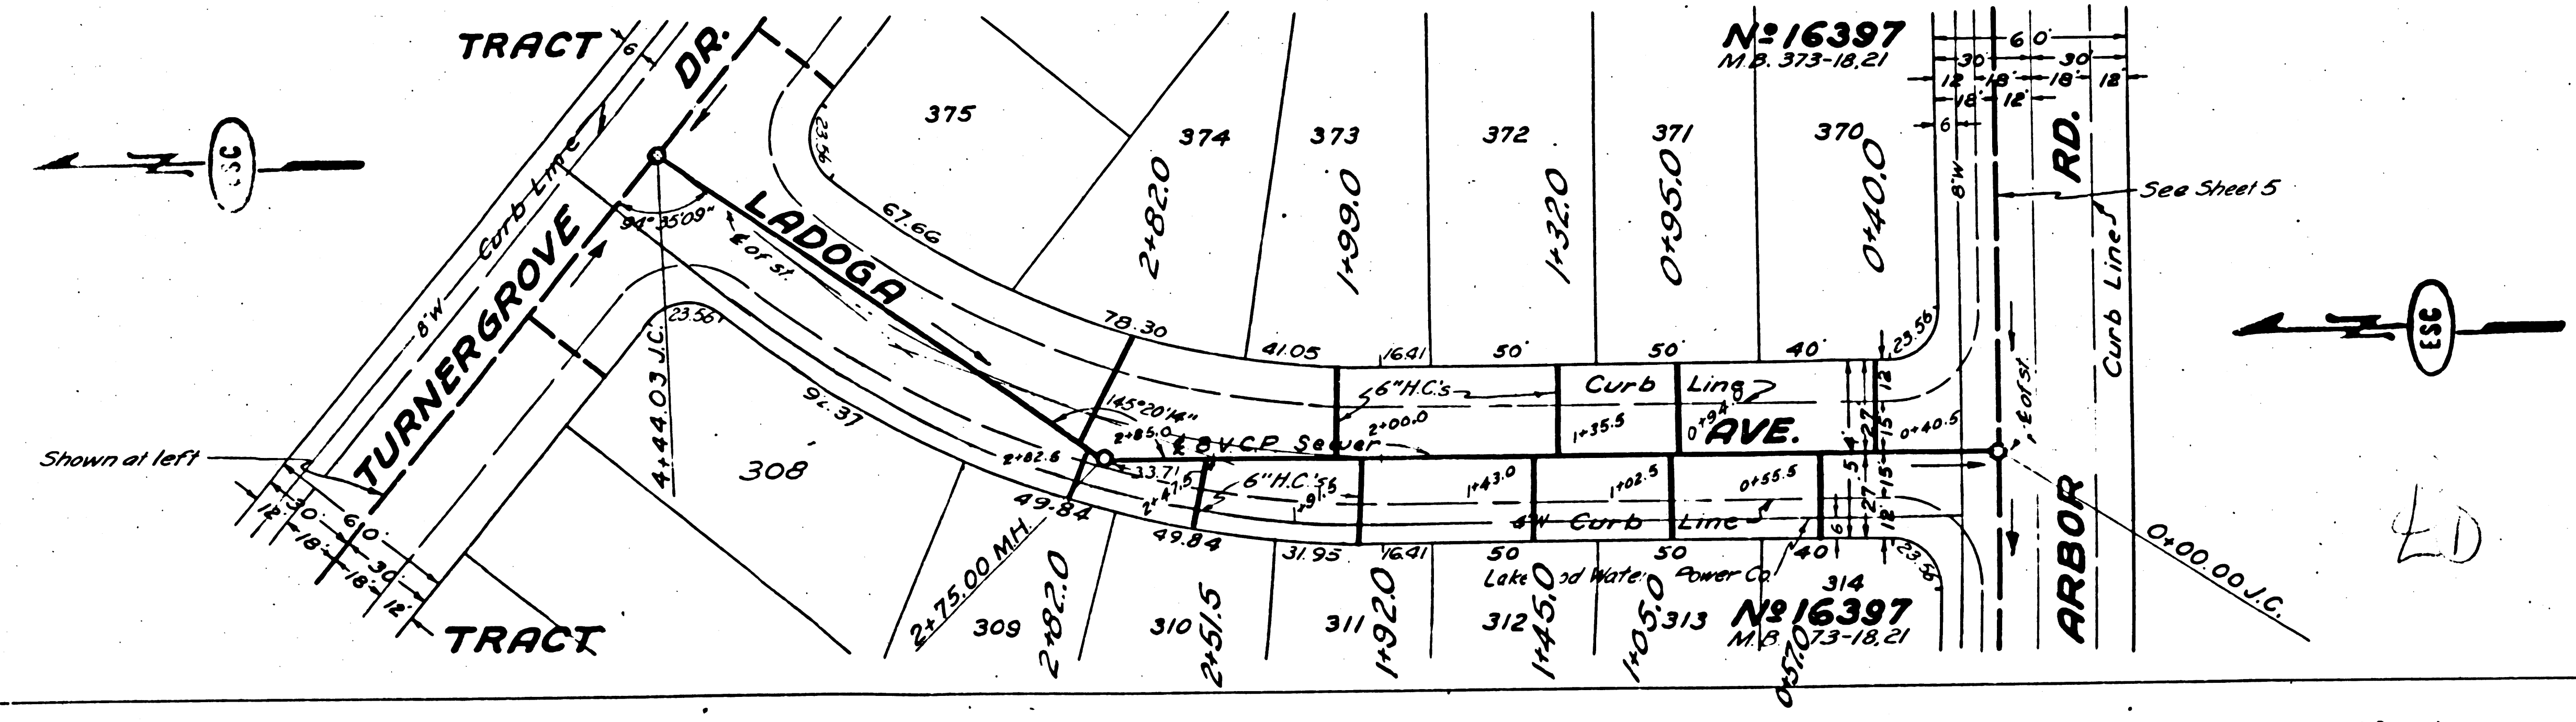 TRACT
6
DR.
Nº 16397
M.B. 373-18,21
60'
30' 30'
12' 18' 18' 12'
18' 12'
6
375
374
373
372
371
370
23.56
ESC
Curb Line
94°35'09"
LADOGA
℄ of st.
67.66
2+82.0
1+99.0
1+32.0
0+95.0
0+40.0
8"W
RD.
See Sheet 5
Curb Line
ESC
TURNERGROVE
8"W
23.56
4+44.03 J.C.
78.30
41.05
16.41
50'
50'
40'
23.56
6"H.C.'s
Curb Line
12'
15'
27'
℄ of st.
145°20'14"
2+85.0
2+00.0
1+35.5
0+94
AVE.
0+40.5
℄ 8"V.C.P. Sewer
4'
Shown at left
308
2+82.6
33.71
2+47.5
6"H.C.'s
1+91.5
1+43.0
1+02.5
0+55.5
.5
15'
27'
12'
6
4"W Curb Line
49.84
49.84
31.95
16.41
50
50
40
23.56
12' 30' 60'
18'
30'
18'
12'
2+75.00 M.H.
Power Co.
314
Nº 16397
73-18,21
309
2+82.0
310
2+51.5
311
1+92.0
312
1+45.0
1+05.0
313
0+57.0
ARBOR
0+00.00 J.C.
TRACT